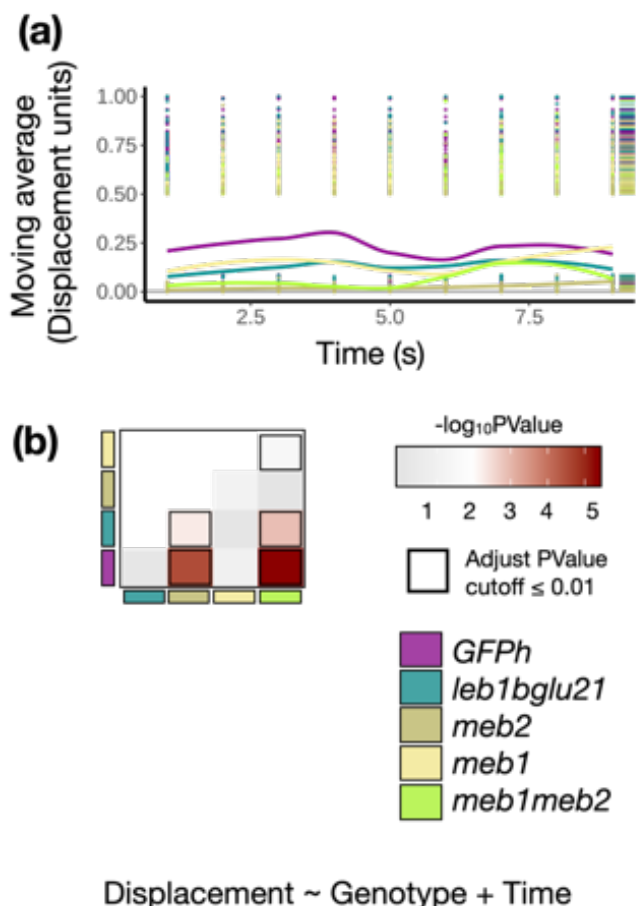 (a)
Moving average
(Displacement units)
1.00
0.75
0.50
0.25
0.00
2.5 5.0 7.5
Time (s)
(b)
-log₁₀PValue
1 2 3 4 5
Adjust PValue
cutoff ≤ 0.01
GFPh
leb1bglu21
meb2
meb1
meb1meb2
Displacement ~ Genotype + Time